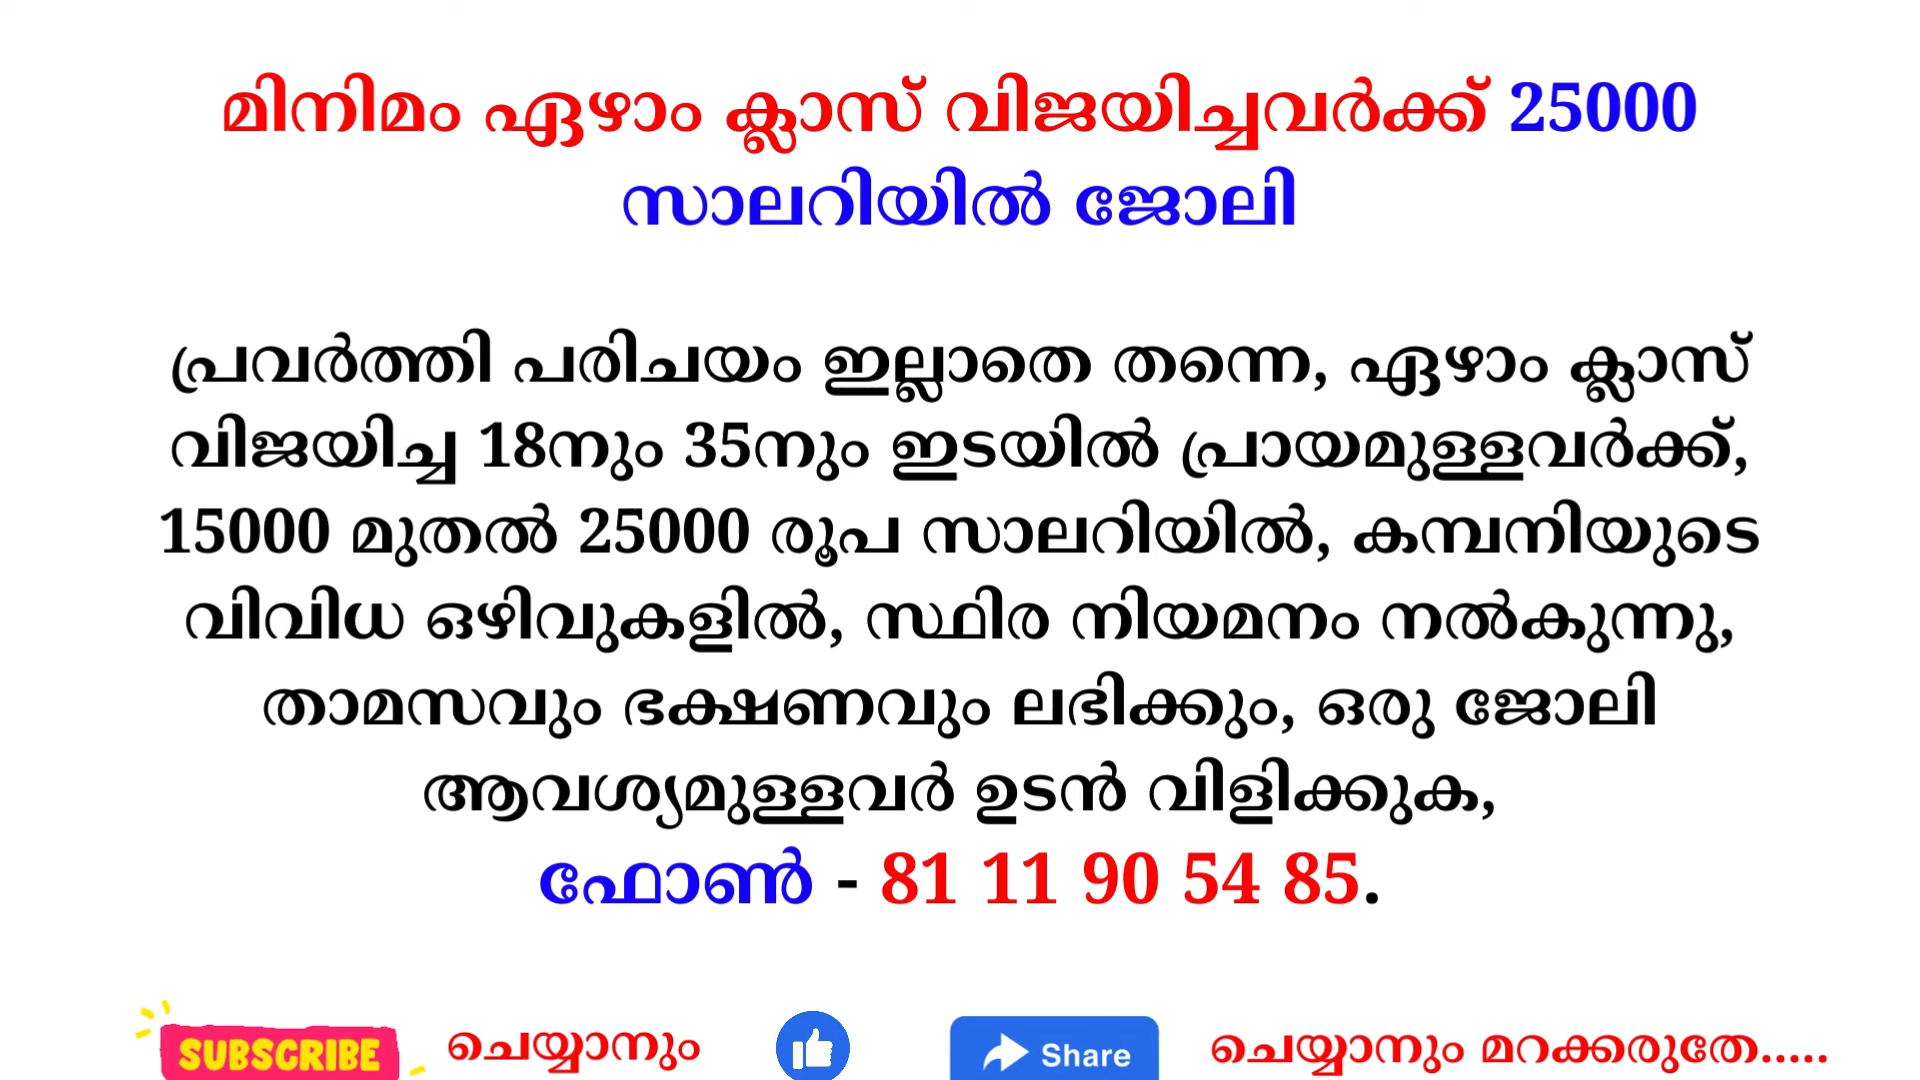 മിനിമം ഏഴാം ക്ലാസ് വിജയിച്ചവർക്ക് 25000
സാലറിയിൽ ജോലി
പ്രവർത്തി പരിചയം ഇല്ലാതെ തന്നെ, ഏഴാം ക്ലാസ്
വിജയിച്ച 18നും 35നും ഇടയിൽ പ്രായമുള്ളവർക്ക്,
15000 മുതൽ 25000 രൂപ സാലറിയിൽ, കമ്പനിയുടെ
വിവിധ ഒഴിവുകളിൽ, സ്ഥിര നിയമനം നൽകുന്നു,
താമസവും ഭക്ഷണവും ലഭിക്കും, ഒരു ജോലി
ആവശ്യമുള്ളവർ ഉടൻ വിളിക്കുക,
ഫോൺ - 81 11 90 54 85.
SUBSCRIBE ചെയ്യാനും Share ചെയ്യാനും മറക്കരുതേ.....